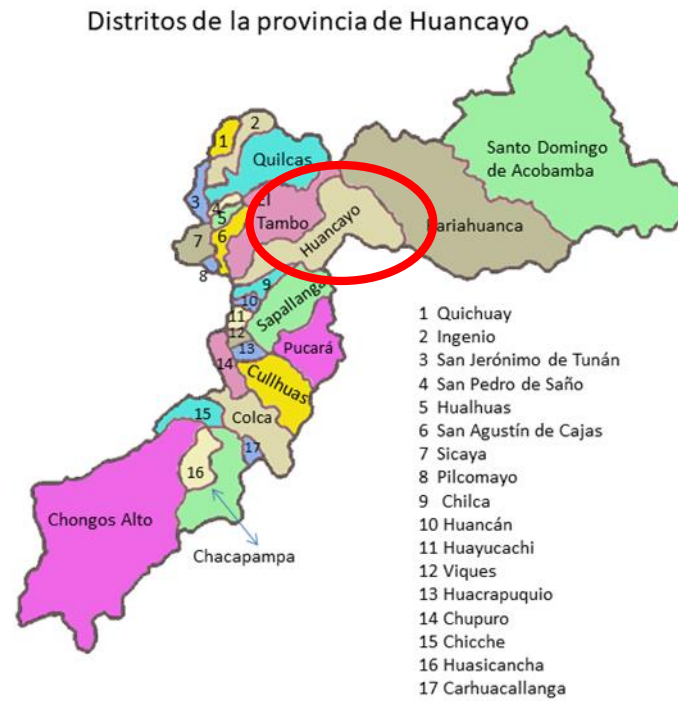 Distritos de la provincia de Huancayo
1
2
Quilcas
Santo Domingo
de Acobamba
3
4
5
El
Tambo
6
7
8
Huancayo
Pariahuanca
9
10
Sapallanga
11
12
13
Pucará
14
Cullhuas
15
Colca
16
17
Chongos Alto
Chacapampa
1 Quichuay
2 Ingenio
3 San Jerónimo de Tunán
4 San Pedro de Saño
5 Hualhuas
6 San Agustín de Cajas
7 Sicaya
8 Pilcomayo
9 Chilca
10 Huancán
11 Huayucachi
12 Viques
13 Huacrapuquio
14 Chupuro
15 Chicche
16 Huasicancha
17 Carhuacallanga